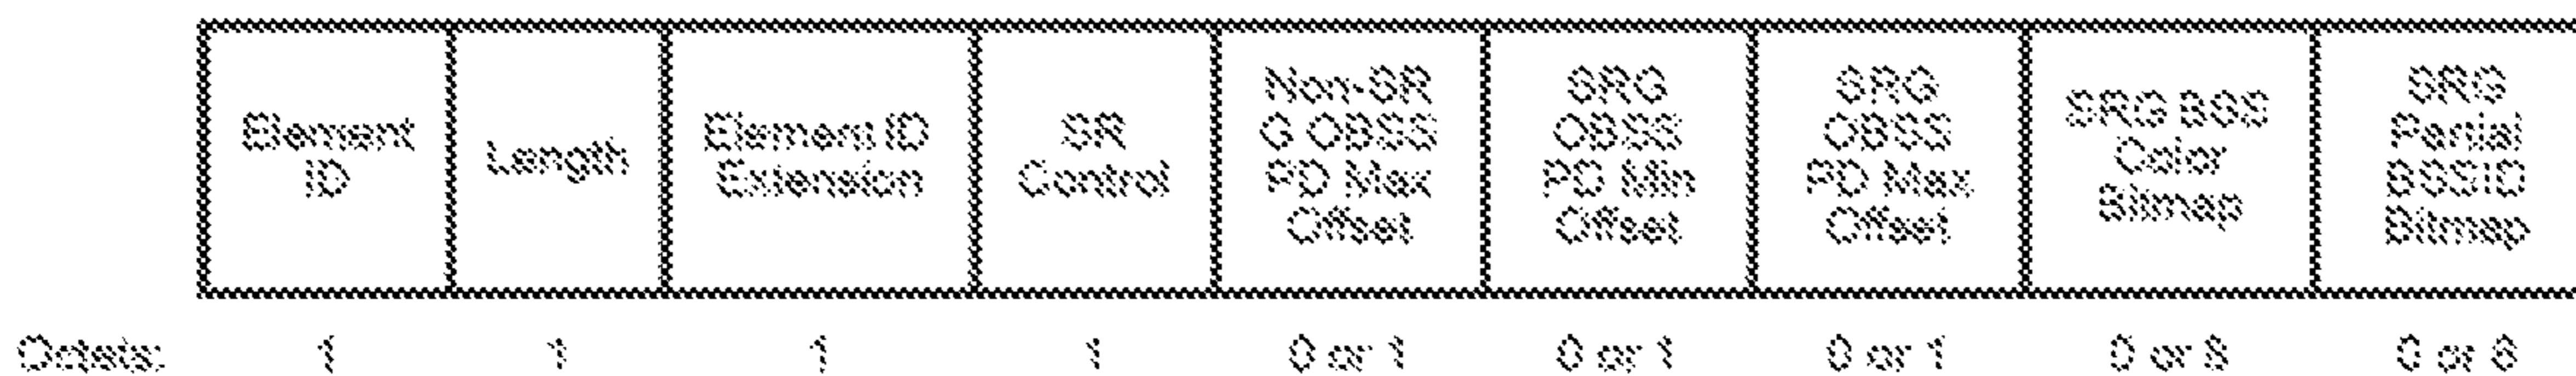 Element
ID
Length
Element ID
Extension
SR
Control
Non-SR
G OBSS
PD Max
Offset
SRG
OBSS
PD Min
Offset
SRG
OBSS
PD Max
Offset
SRG BSS
Color
Bitmap
SRG
Partial
BSSID
Bitmap
Octets: 1 1 1 1 0 or 1 0 or 1 0 or 1 0 or 8 0 or 8